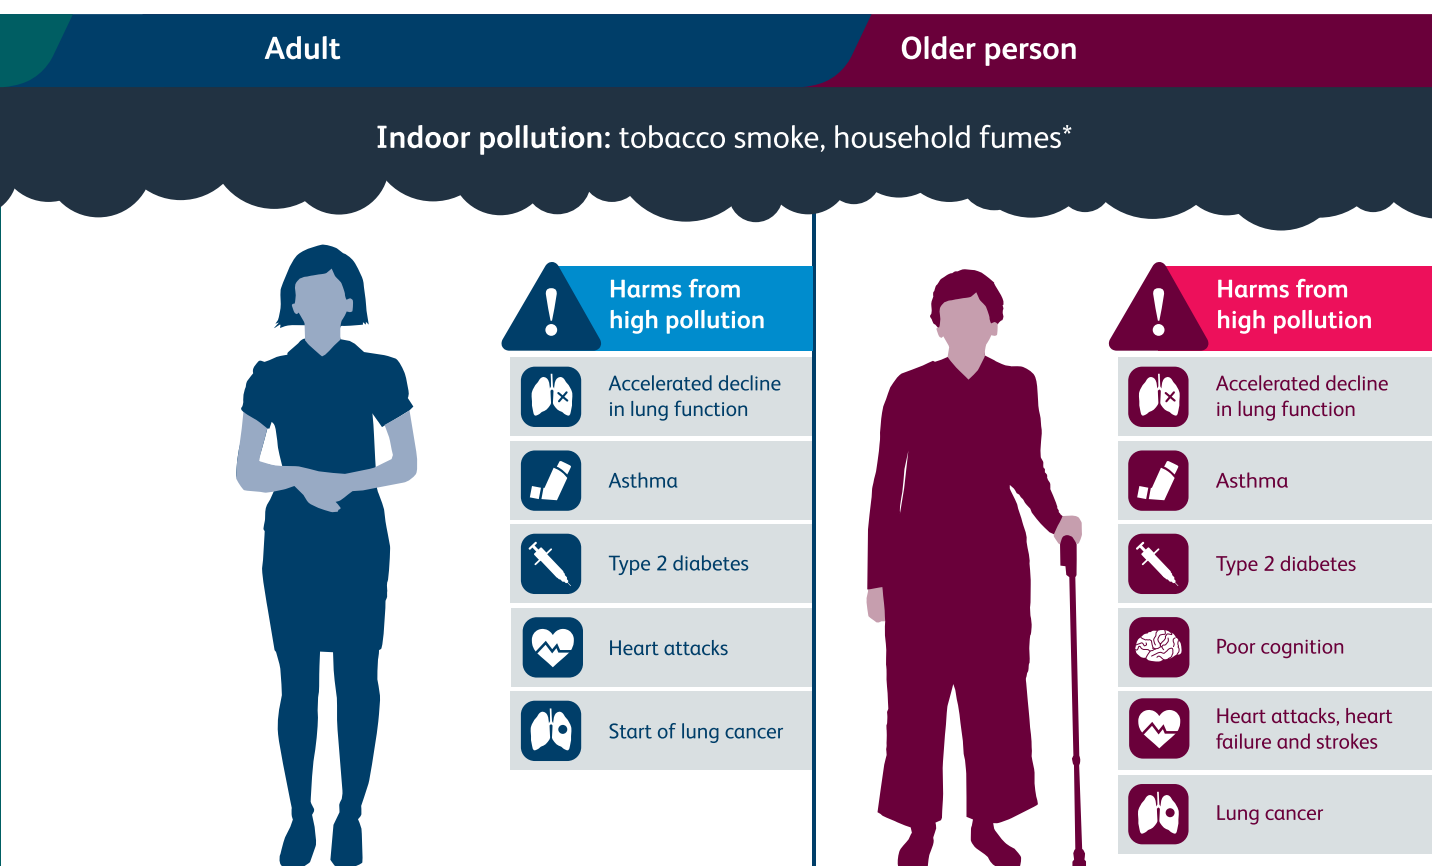 Adult
Older person
Indoor pollution: tobacco smoke, household fumes*
Harms from
high pollution
Accelerated decline
in lung function
Asthma
Type 2 diabetes
Heart attacks
Start of lung cancer
Harms from
high pollution
Accelerated decline
in lung function
Asthma
Type 2 diabetes
Poor cognition
Heart attacks, heart
failure and strokes
Lung cancer